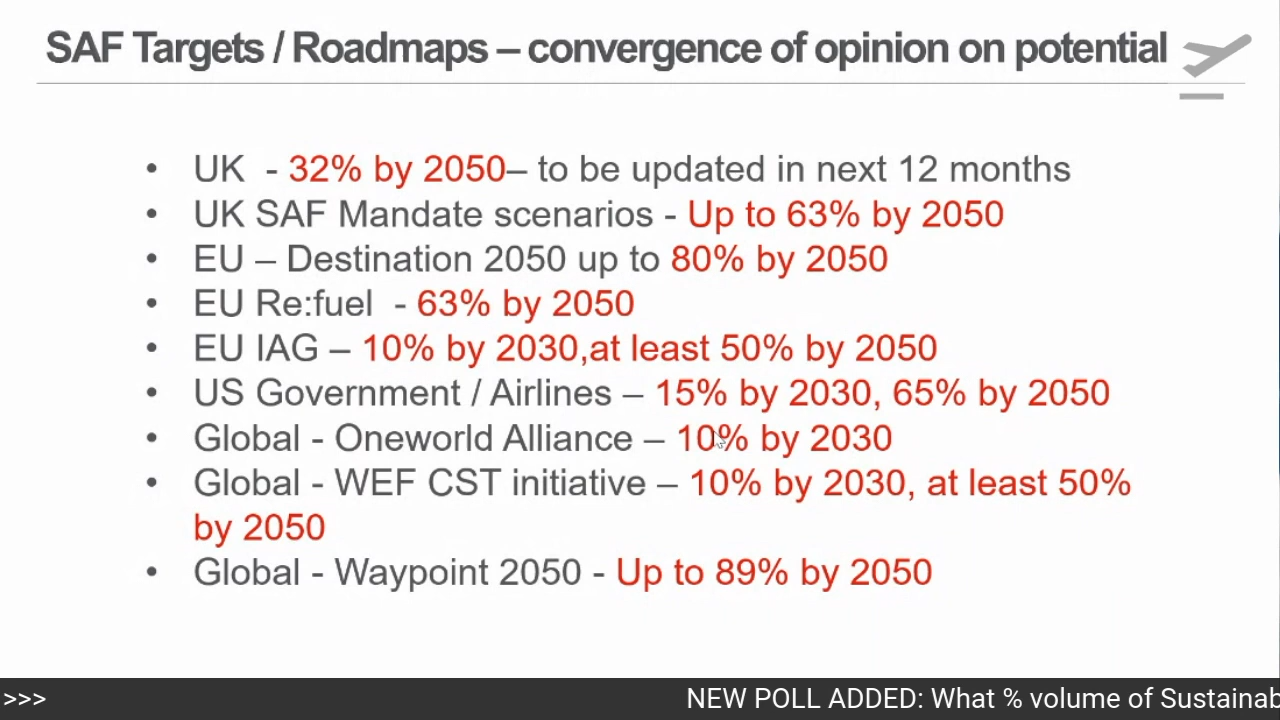 SAF Targets / Roadmaps – convergence of opinion on potential
• UK - 32% by 2050– to be updated in next 12 months
• UK SAF Mandate scenarios - Up to 63% by 2050
• EU – Destination 2050 up to 80% by 2050
• EU Re:fuel - 63% by 2050
• EU IAG – 10% by 2030,at least 50% by 2050
• US Government / Airlines – 15% by 2030, 65% by 2050
• Global - Oneworld Alliance – 10% by 2030
• Global - WEF CST initiative – 10% by 2030, at least 50%
by 2050
• Global - Waypoint 2050 - Up to 89% by 2050
>>> NEW POLL ADDED: What % volume of Sustainab